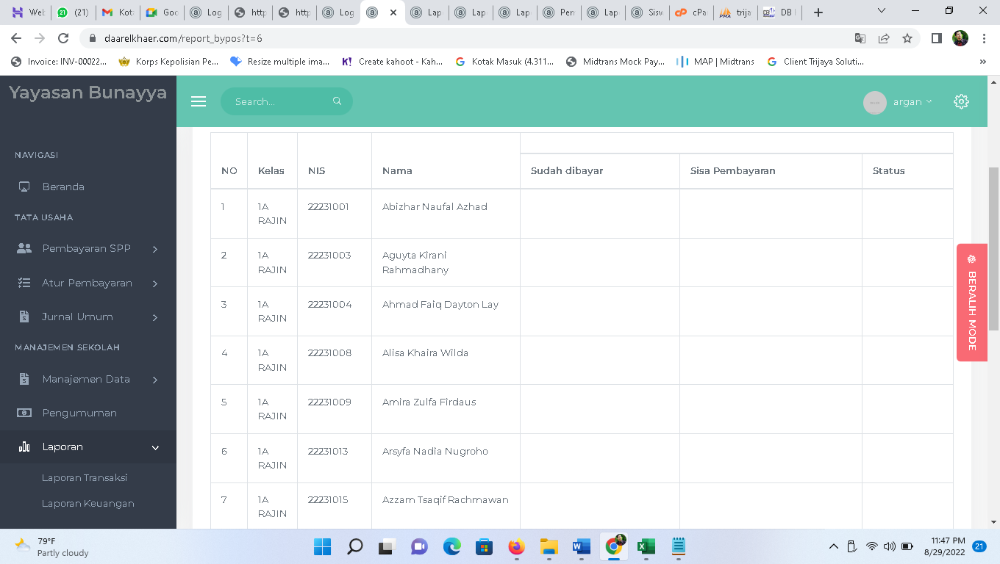 Web
(21)
Kota
Goo
Log
http
http
Log
Lap
Lap
Lap
Pen
Lap
Sisw
cPa
trija
DB
daarelkhaer.com/report_bypos?t=6
Invoice: INV-00022...
Korps Kepolisian Pe...
Resize multiple ima...
K! Create kahoot - Kah...
Kotak Masuk (4.311...
Midtrans Mock Pay...
MAP | Midtrans
Client Trijaya Soluti...
»
Yayasan Bunayya
Search...
argan
NAVIGASI
Beranda
TATA USAHA
Pembayaran SPP
Atur Pembayaran
Jurnal Umum
MANAJEMEN SEKOLAH
Manajemen Data
Pengumuman
Laporan
Laporan Transaksi
Laporan Keuangan
NO Kelas NIS Nama Sudah dibayar Sisa Pembayaran Status
1 1A RAJIN 22231001 Abizhar Naufal Azhad
2 1A RAJIN 22231003 Aguyta Kirani Rahmadhany
3 1A RAJIN 22231004 Ahmad Faiq Dayton Lay
4 1A RAJIN 22231008 Alisa Khaira Wilda
5 1A RAJIN 22231009 Amira Zulfa Firdaus
6 1A RAJIN 22231013 Arsyfa Nadia Nugroho
7 1A RAJIN 22231015 Azzam Tsaqif Rachmawan
BERALIH MODE
79°F
Partly cloudy
11:47 PM
8/29/2022
21